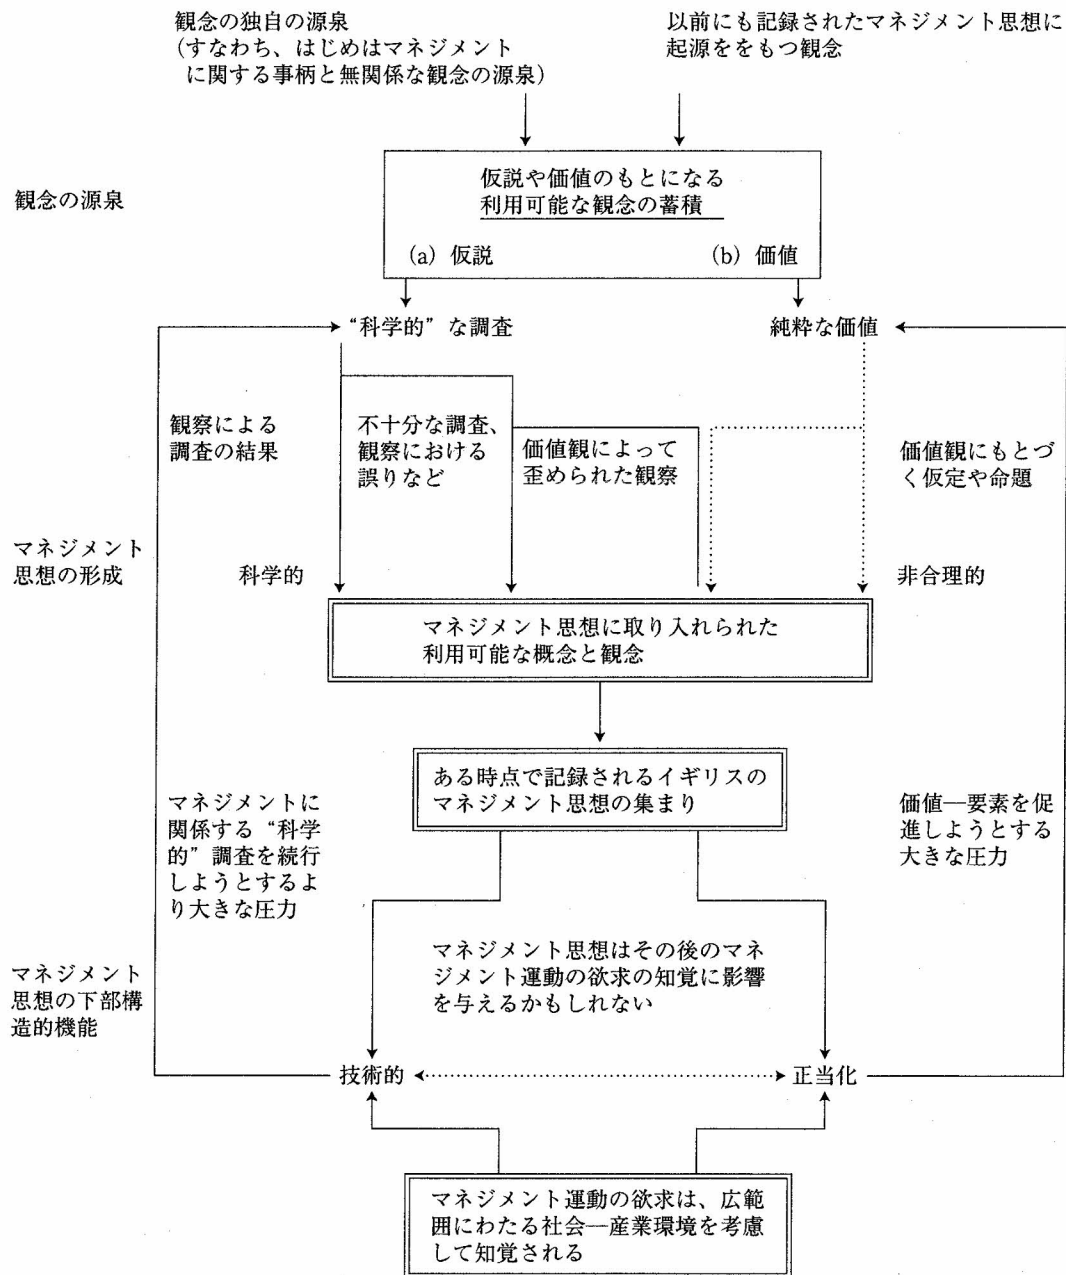 観念の独自の源泉
(すなわち、はじめはマネジメント
に関する事柄と無関係な観念の源泉)
以前にも記録されたマネジメント思想に
起源ををもつ観念
観念の源泉
仮説や価値のもとになる
利用可能な観念の蓄積
(a) 仮説
(b) 価値
“科学的”な調査
純粋な価値
観察による
調査の結果
不十分な調査、
観察における
誤りなど
価値観によって
歪められた観察
価値観にもとづ
く仮定や命題
マネジメント
思想の形成
科学的
非合理的
マネジメント思想に取り入れられた
利用可能な概念と観念
ある時点で記録されるイギリスの
マネジメント思想の集まり
マネジメントに
関係する“科学
的”調査を続行
しようとするよ
り大きな圧力
価値―要素を促
進しようとする
大きな圧力
マネジメント思想はその後のマネ
ジメント運動の欲求の知覚に影響
を与えるかもしれない
マネジメント
思想の下部構
造的機能
技術的
正当化
マネジメント運動の欲求は、広範
囲にわたる社会―産業環境を考慮
して知覚される